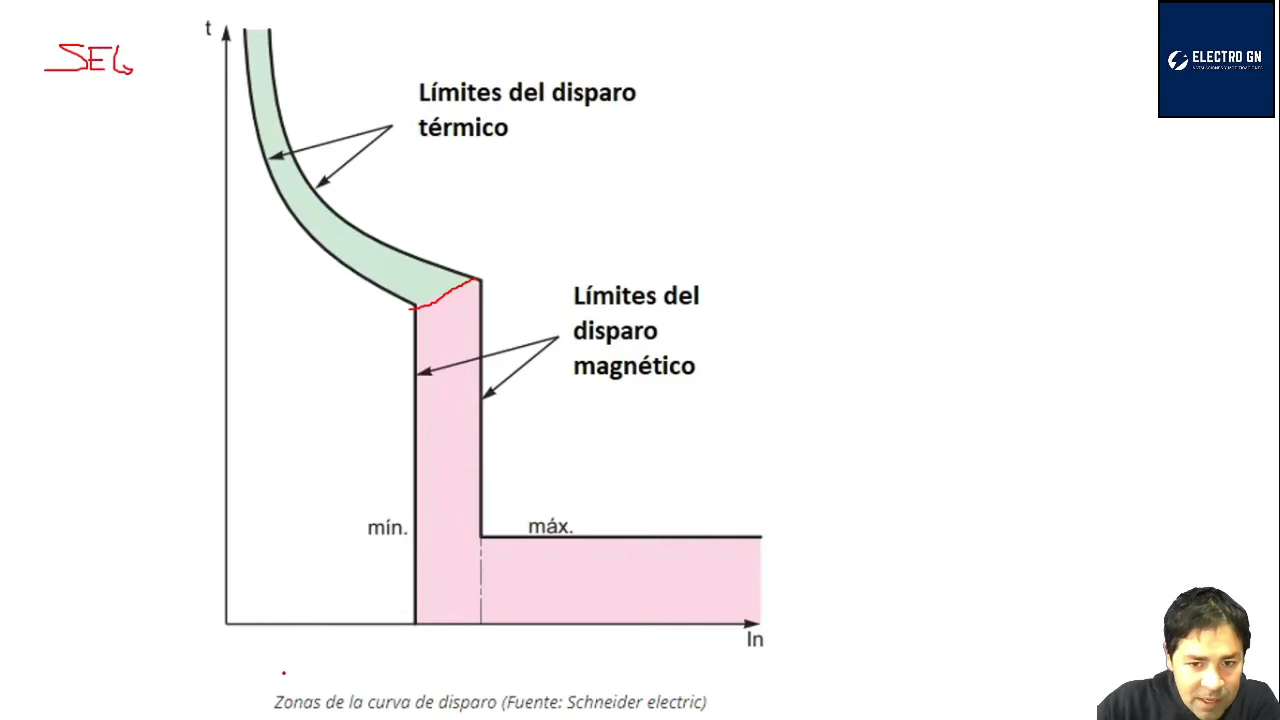 t
SEG
ELECTRO GN
Límites del disparo
térmico
Límites del
disparo
magnético
mín.
máx.
In
Zonas de la curva de disparo (Fuente: Schneider electric)